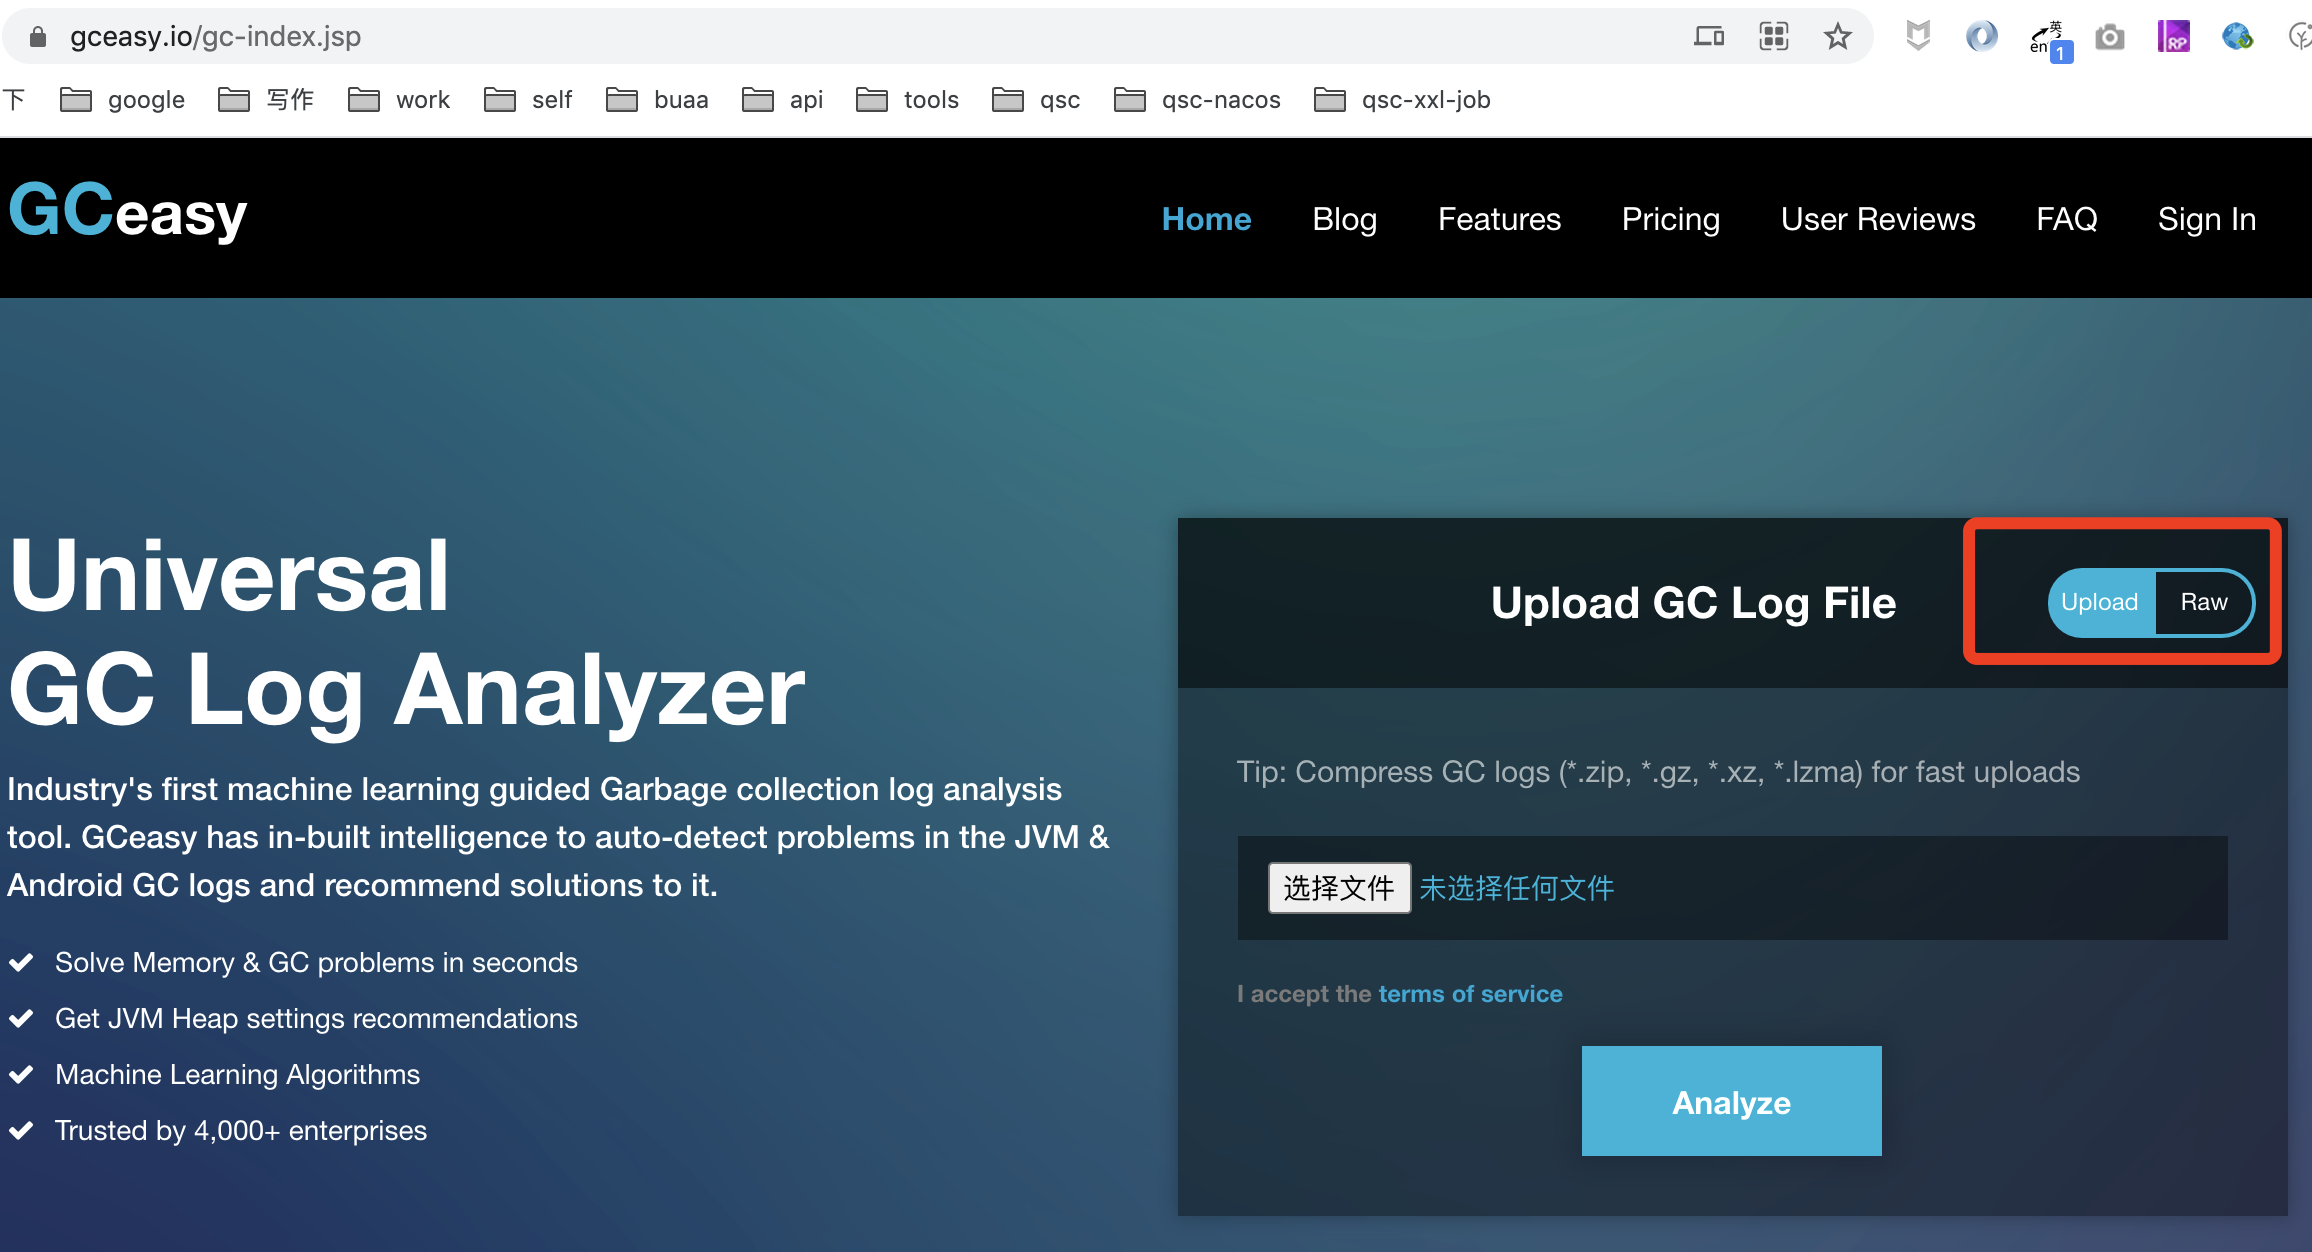 gceasy.io/gc-index.jsp
英
en
1
RP
下 google 写作 work self buaa api tools qsc qsc-nacos qsc-xxl-job
GCeasy
Home Blog Features Pricing User Reviews FAQ Sign In
Universal
GC Log Analyzer
Industry's first machine learning guided Garbage collection log analysis
tool. GCeasy has in-built intelligence to auto-detect problems in the JVM &
Android GC logs and recommend solutions to it.
Solve Memory & GC problems in seconds
Get JVM Heap settings recommendations
Machine Learning Algorithms
Trusted by 4,000+ enterprises
Upload GC Log File
Upload Raw
Tip: Compress GC logs (*.zip, *.gz, *.xz, *.lzma) for fast uploads
选择文件 未选择任何文件
I accept the terms of service
Analyze